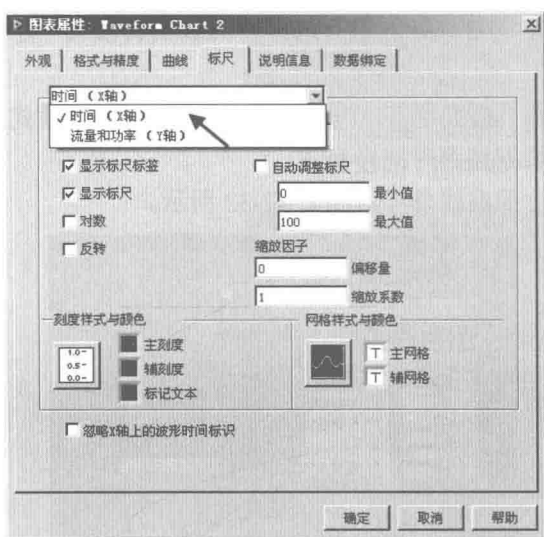 图表属性: Waveform Chart 2
外观 格式与精度 曲线 标尺 说明信息 数据绑定
时间（X轴）
✓时间（X轴）
流量和功率（Y轴）
显示标尺标签 自动调整标尺
显示标尺 0 最小值
对数 100 最大值
反转 缩放因子
0 偏移量
1 缩放系数
刻度样式与颜色 网格样式与颜色
1.0-
0.5-
0.0-
主刻度 T 主网格
辅刻度 T 辅网格
标记文本
忽略X轴上的波形时间标识
确定 取消 帮助